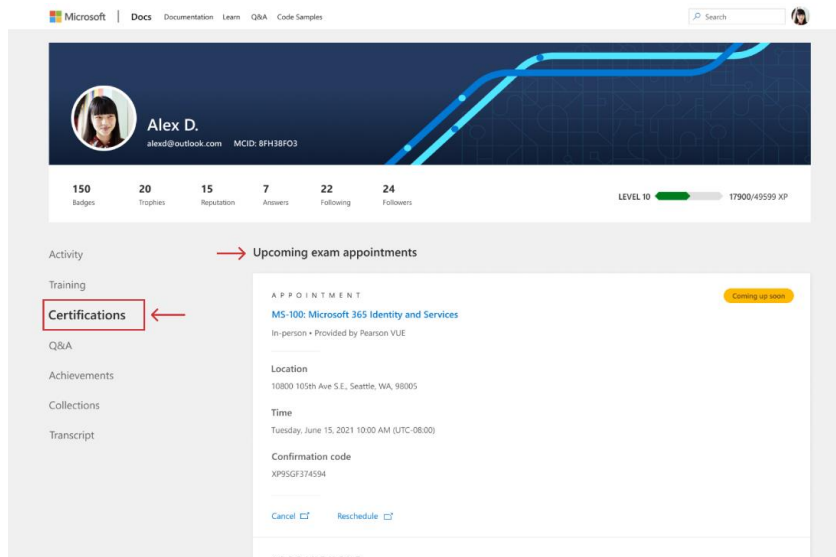 Microsoft | Docs Documentation Learn Q&A Code Samples Search
Alex D.
alexd@outlook.com MCID: 8FH38FO3
150 20 15 7 22 24
Badges Trophies Reputation Answers Following Followers
LEVEL 10 17900/49599 XP
Activity
Training
Certifications
Q&A
Achievements
Collections
Transcript
Upcoming exam appointments
APPOINTMENT
Coming up soon
MS-100: Microsoft 365 Identity and Services
In-person • Provided by Pearson VUE
Location
10800 105th Ave S.E., Seattle, WA, 98005
Time
Tuesday, June 15, 2021 10:00 AM (UTC-08:00)
Confirmation code
XP95GF374594
Cancel Reschedule